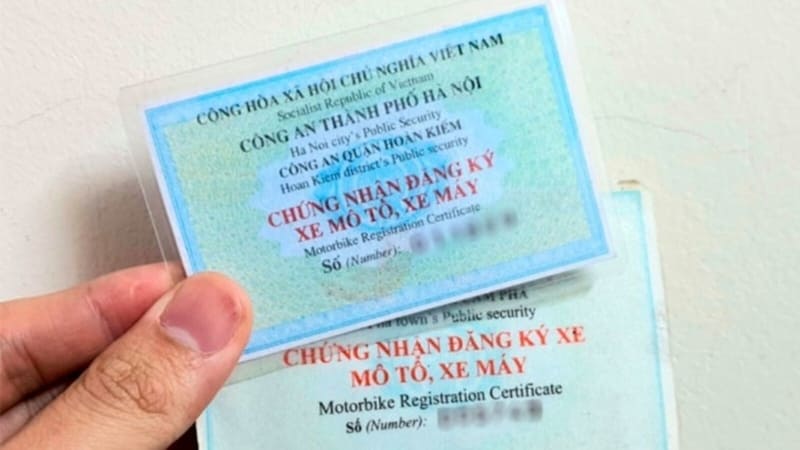 CỘNG HÒA XÃ HỘI CHỦ NGHĨA VIỆT NAM
Socialist Republic of Vietnam
CÔNG AN THÀNH PHỐ HÀ NỘI
Ha Noi city's Public Security
CÔNG AN QUẬN HOÀN KIẾM
Hoan Kiem district's Public security
CHỨNG NHẬN ĐĂNG KÝ
XE MÔ TÔ, XE MÁY
Motorbike Registration Certificate
Số (Number):
PHẢ
town's Public security
CHỨNG NHẬN ĐĂNG KÝ XE
MÔ TÔ, XE MÁY
Motorbike Registration Certificate
Số (Number):